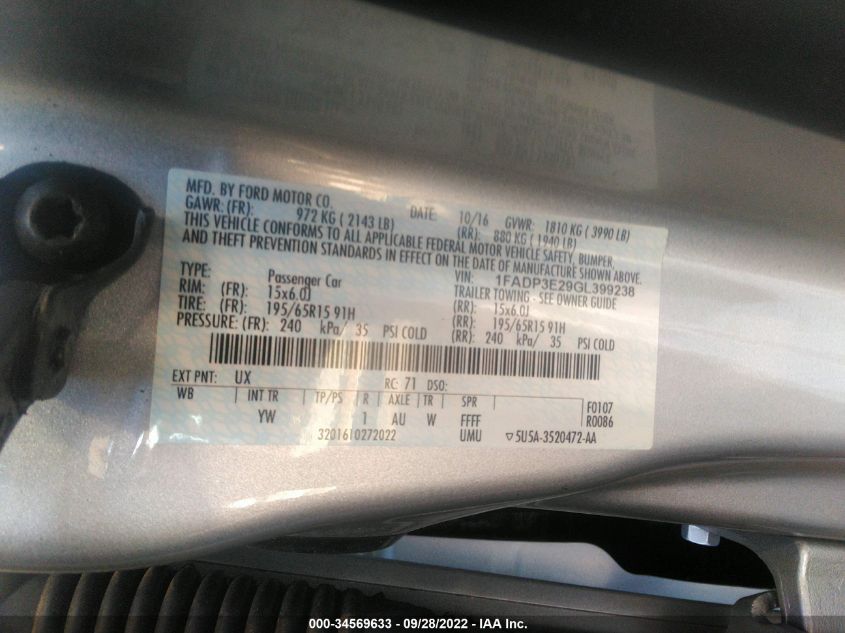 MFD. BY FORD MOTOR CO.
DATE: 10/16 GVWR: 1810 KG ( 3990 LB)
GAWR: (FR): 972 KG ( 2143 LB) (RR): 880 KG ( 1940 LB)
THIS VEHICLE CONFORMS TO ALL APPLICABLE FEDERAL MOTOR VEHICLE SAFETY, BUMPER,
AND THEFT PREVENTION STANDARDS IN EFFECT ON THE DATE OF MANUFACTURE SHOWN ABOVE.
VIN: 1FADP3E29GL399238
TYPE: Passenger Car TRAILER TOWING - SEE OWNER GUIDE
RIM: (FR): 15x6.0J (RR): 15x6.0J
TIRE: (FR): 195/65R15 91H (RR): 195/65R15 91H
PRESSURE: (FR): 240 kPa/ 35 PSI COLD (RR): 240 kPa/ 35 PSI COLD
EXT PNT: UX RC: 71 DSO:
WB INT TR TP/PS R AXLE TR SPR F0107
YW 1 AU W FFFF R0086
3201610272022 UMU ▽5U5A-3520472-AA
000-34569633 - 09/28/2022 - IAA Inc.